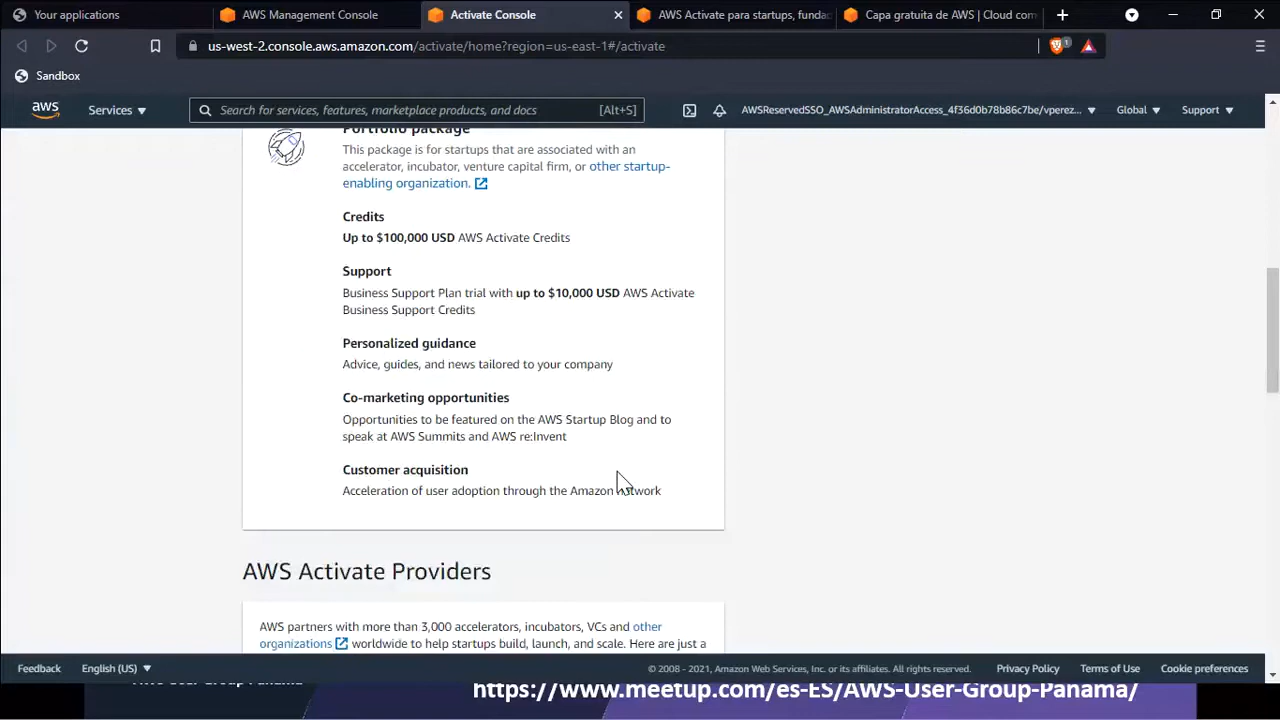 Your applications
AWS Management Console
Activate Console
AWS Activate para startups, fundac
Capa gratuita de AWS | Cloud com
us-west-2.console.aws.amazon.com/activate/home?region=us-east-1#/activate
1
Sandbox
aws
Services
Search for services, features, marketplace products, and docs
[Alt+S]
AWSReservedSSO_AWSAdministratorAccess_4f36d0b78b86c7be/vperez...
Global
Support
Portfolio package
This package is for startups that are associated with an
accelerator, incubator, venture capital firm, or other startup-
enabling organization.
Credits
Up to $100,000 USD AWS Activate Credits
Support
Business Support Plan trial with up to $10,000 USD AWS Activate
Business Support Credits
Personalized guidance
Advice, guides, and news tailored to your company
Co-marketing opportunities
Opportunities to be featured on the AWS Startup Blog and to
speak at AWS Summits and AWS re:Invent
Customer acquisition
Acceleration of user adoption through the Amazon network
AWS Activate Providers
AWS partners with more than 3,000 accelerators, incubators, VCs and other
organizations worldwide to help startups build, launch, and scale. Here are just a
Feedback
English (US)
© 2008 - 2021, Amazon Web Services, Inc. or its affiliates. All rights reserved.
Privacy Policy
Terms of Use
Cookie preferences
AWS User Group Panamá
https://www.meetup.com/es-ES/AWS-User-Group-Panama/